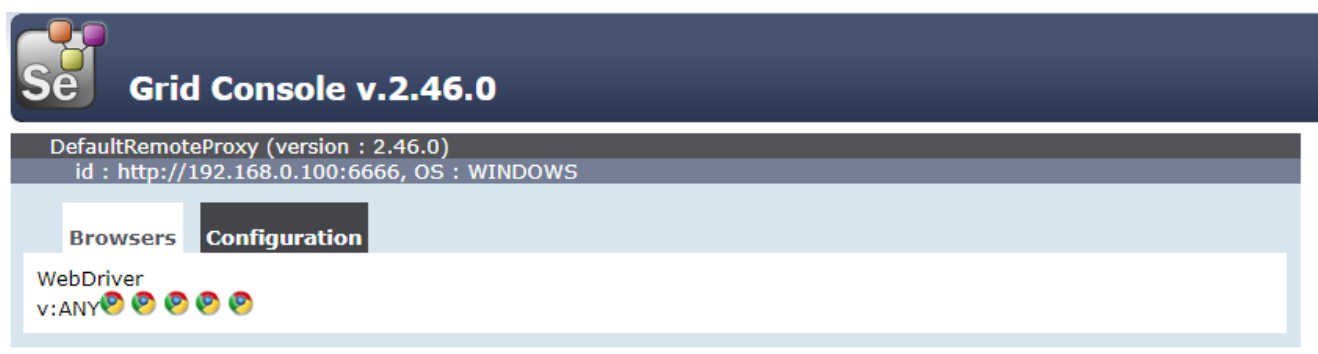 Se
Grid Console v.2.46.0
DefaultRemoteProxy (version : 2.46.0)
id : http://192.168.0.100:6666, OS : WINDOWS
Browsers Configuration
WebDriver
v:ANY